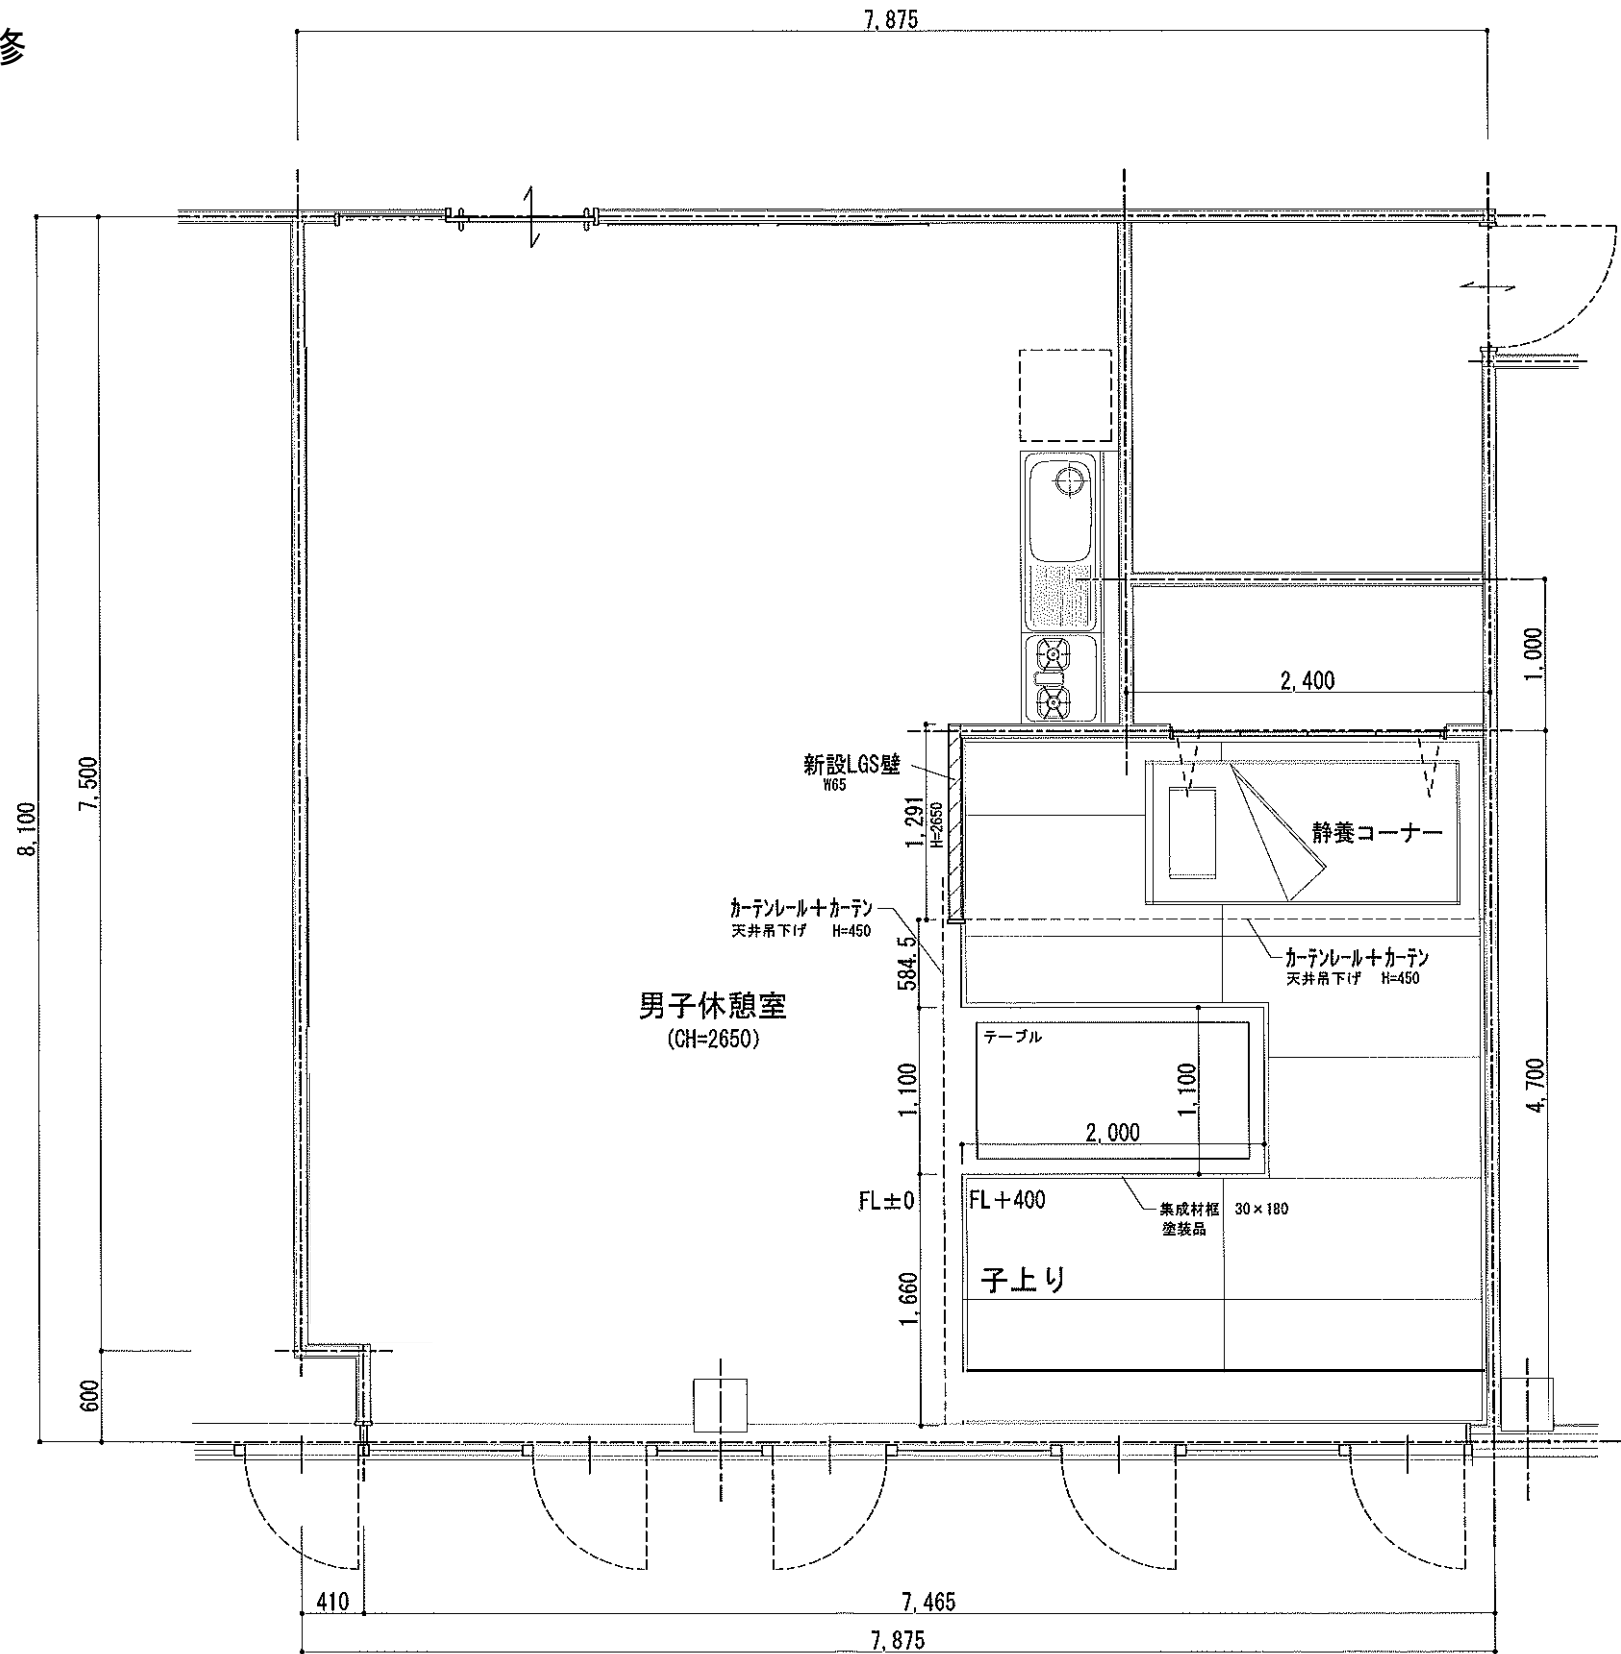 修
7,875
8,100
7,500
600
1,000
2,400
新設LGS壁
W65
1,291
H=2650
静養コーナー
カーテンレール+カーテン
天井吊下げ H=450
584.5
カーテンレール+カーテン
天井吊下げ H=450
男子休憩室
(CH=2650)
テーブル
1,100
1,100
4,700
2,000
FL±0
FL+400
集成材框 30×180
塗装品
子上り
1,660
410
7,465
7,875